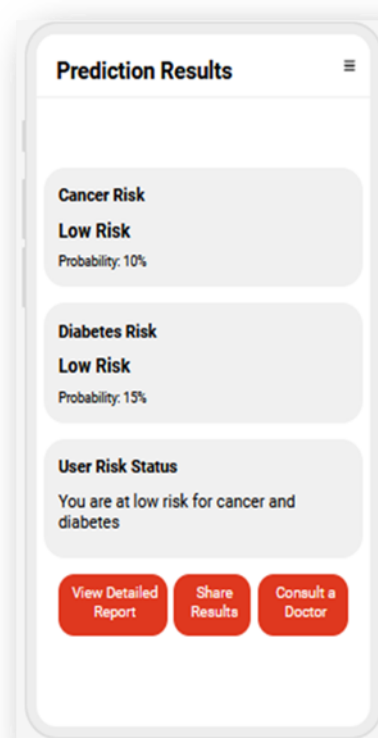 Prediction Results
Cancer Risk
Low Risk
Probability: 10%
Diabetes Risk
Low Risk
Probability: 15%
User Risk Status
You are at low risk for cancer and
diabetes
View Detailed
Report
Share
Results
Consult a
Doctor